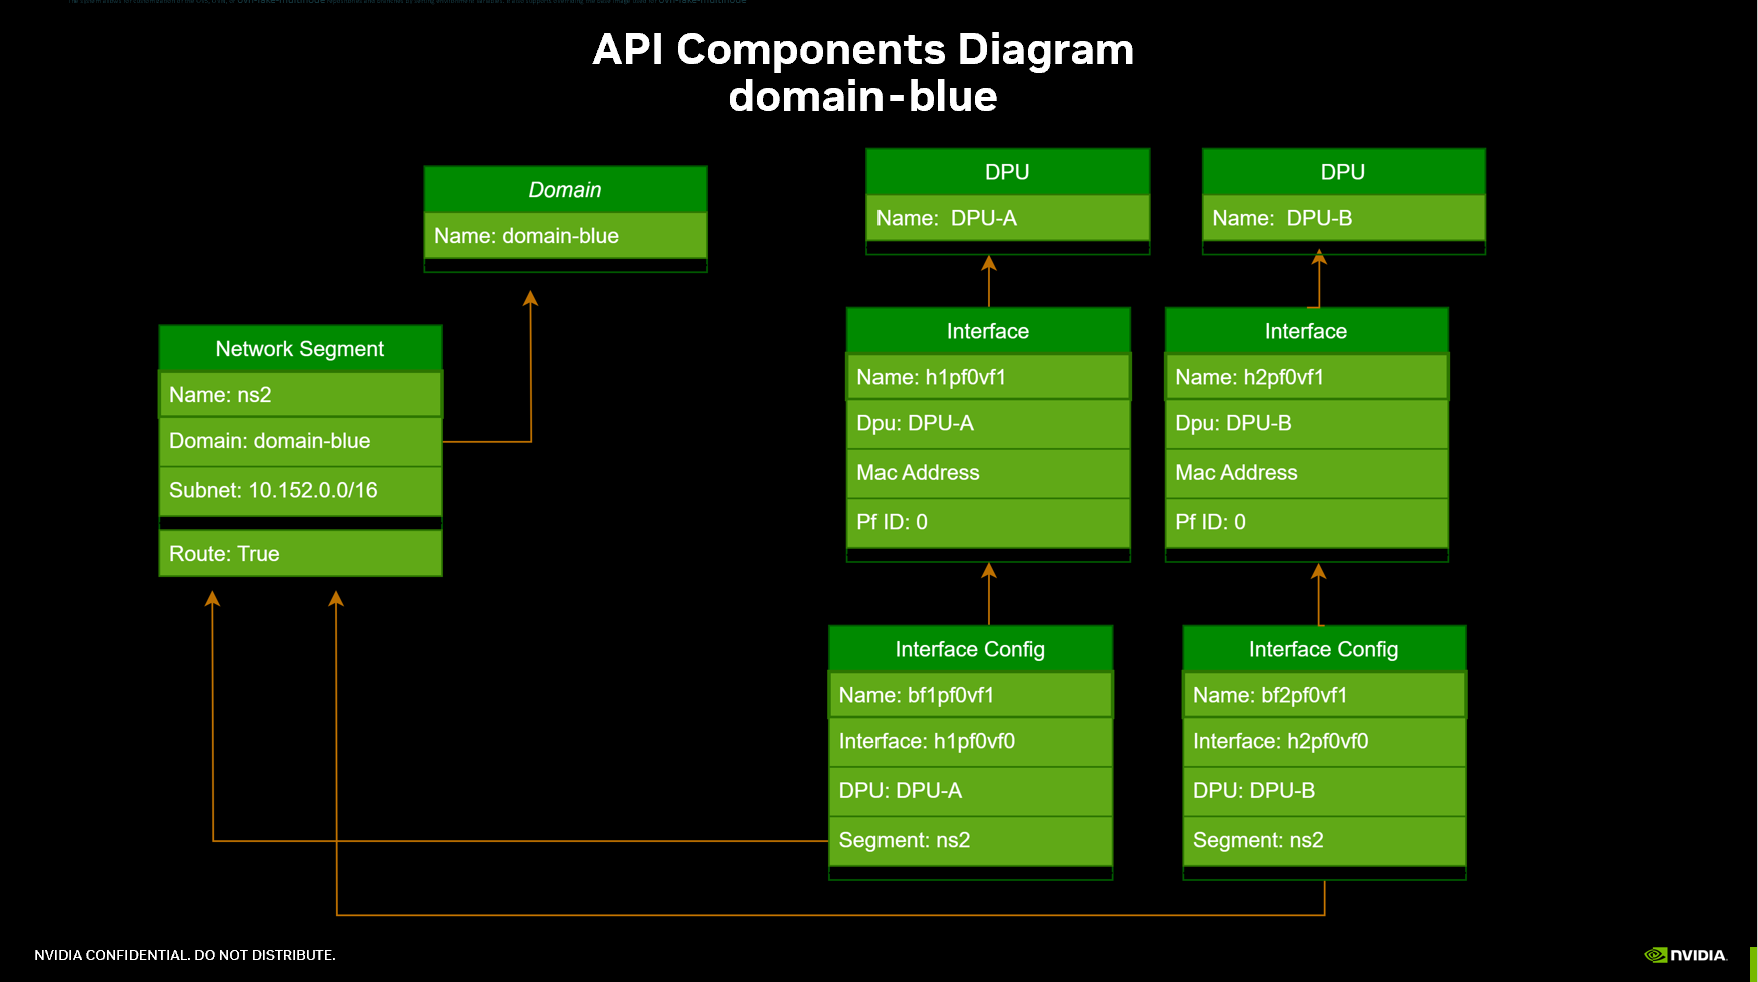 API Components Diagram
domain-blue
Domain
Name: domain-blue
Network Segment
Name: ns2
Domain: domain-blue
Subnet: 10.152.0.0/16
Route: True
DPU
Name: DPU-A
Interface
Name: h1pf0vf1
Dpu: DPU-A
Mac Address
Pf ID: 0
Interface Config
Name: bf1pf0vf1
Interface: h1pf0vf0
DPU: DPU-A
Segment: ns2
DPU
Name: DPU-B
Interface
Name: h2pf0vf1
Dpu: DPU-B
Mac Address
Pf ID: 0
Interface Config
Name: bf2pf0vf1
Interface: h2pf0vf0
DPU: DPU-B
Segment: ns2
NVIDIA CONFIDENTIAL. DO NOT DISTRIBUTE.
NVIDIA